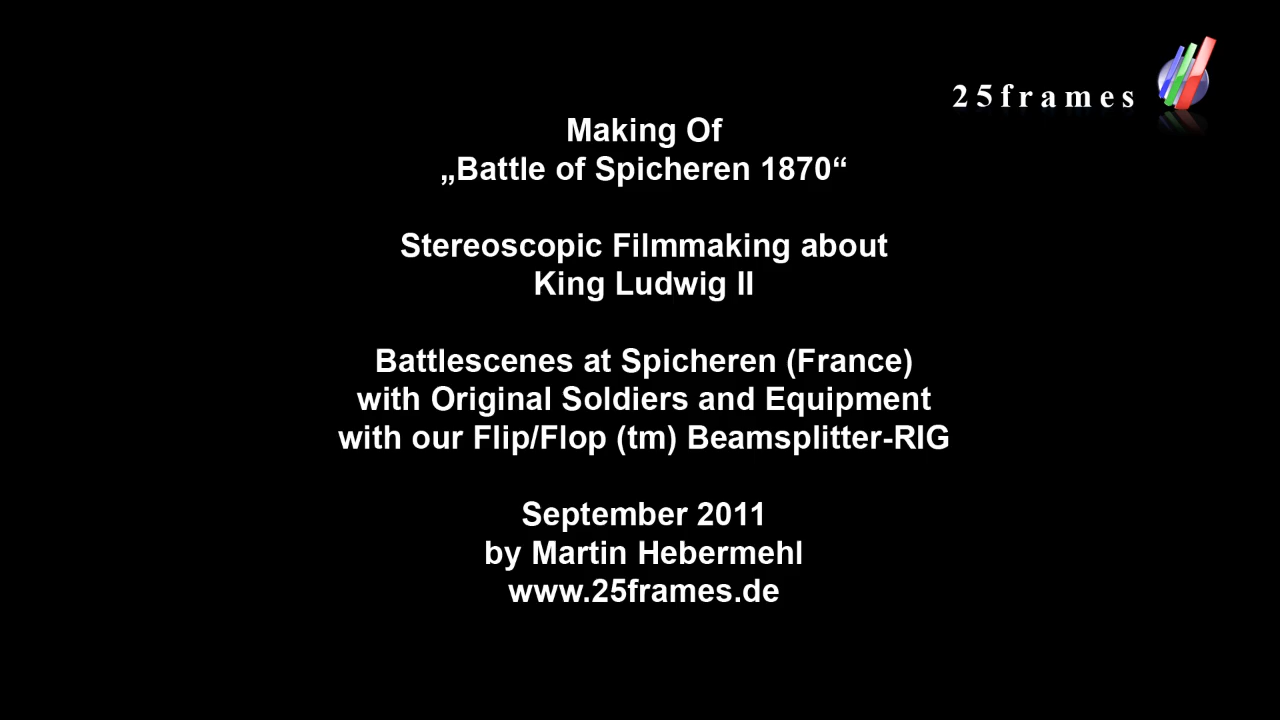 25frames
Making Of
„Battle of Spicheren 1870“
Stereoscopic Filmmaking about
King Ludwig II
Battlescenes at Spicheren (France)
with Original Soldiers and Equipment
with our Flip/Flop (tm) Beamsplitter-RIG
September 2011
by Martin Hebermehl
www.25frames.de